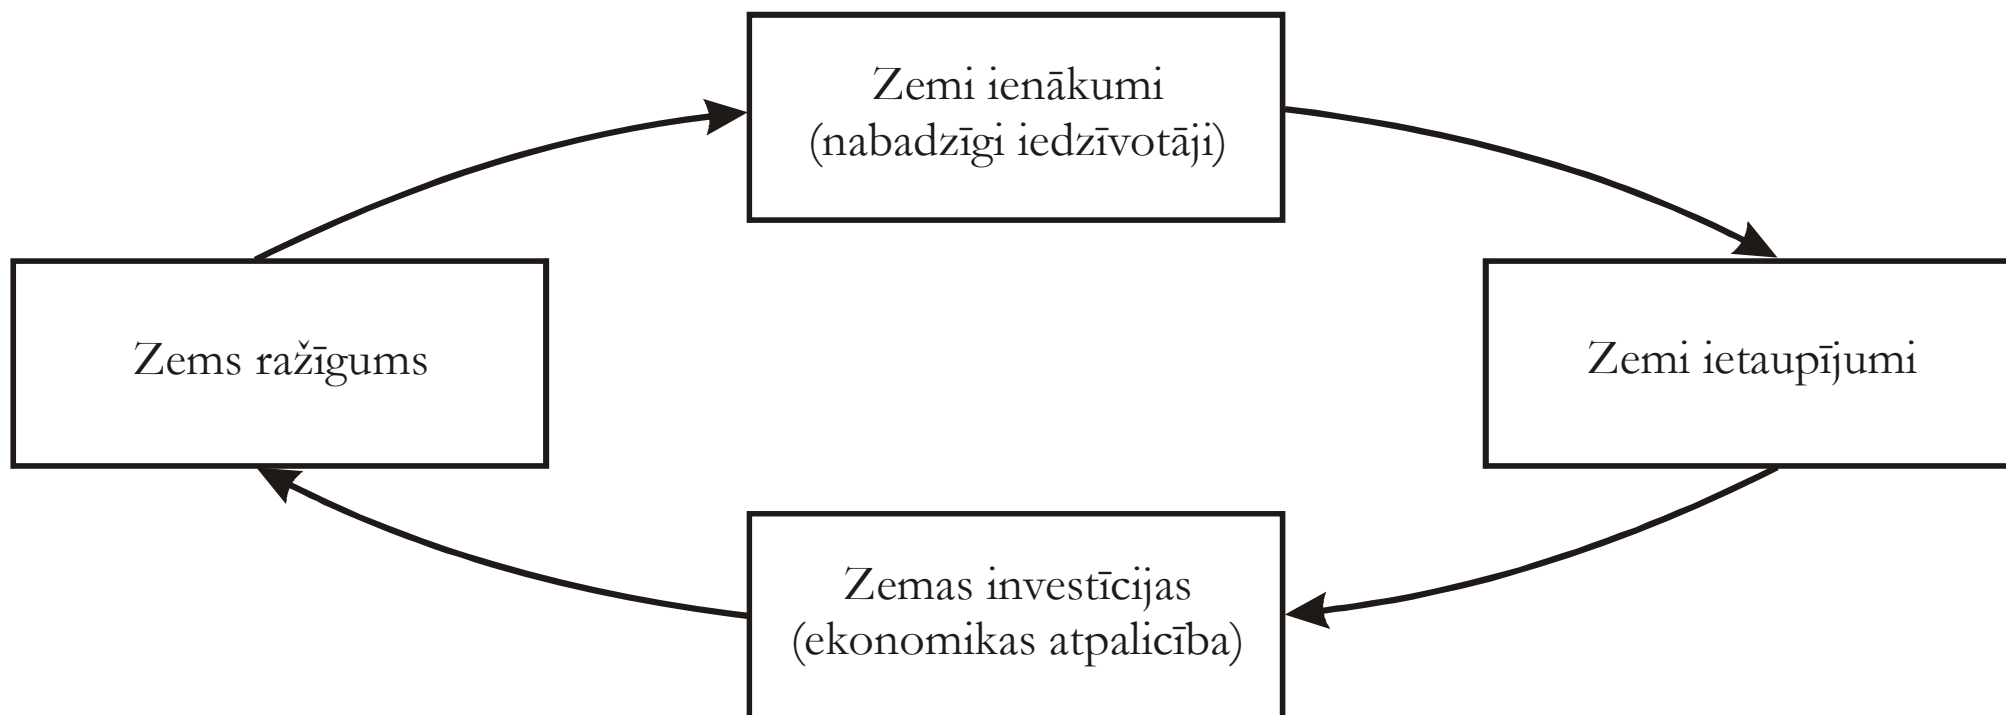 Zemi ienākumi
(nabadzīgi iedzīvotāji)
Zems ražīgums
Zemi ietaupījumi
Zemas investīcijas
(ekonomikas atpalicība)